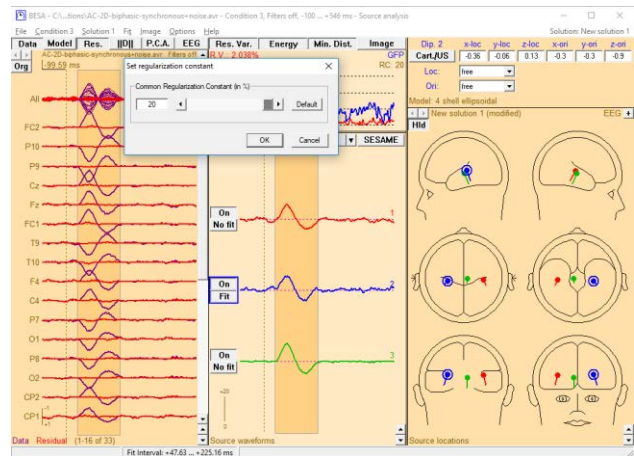 BESA - C:\...tions\AC-2D-biphasic-synchronous+noise.avr - Condition 3, Filters off, -100 ... +546 ms - Source analysis
File Condition 3 Solution 1 Fit Image Options Help
Solution: New solution 1
Data Model Res. ||D|| P.C.A. EEG Res. Var. Energy Min. Dist. Image
Dip. 2 x-loc y-loc z-loc x-ori y-ori z-ori
Org AC-2D-biphasic-synchronous+noise.avr Filters off
-99.59 ms
R.V.: 2.038% GFP
RC: 20
Cart./US -0.36 -0.06 0.13 -0.3 -0.3 -0.9
Loc: free
Ori: free
Model: 4 shell ellipsoidal
Set regularization constant
Common Regularization Constant (in %)
20 Default
OK Cancel
SESAME
New solution 1 (modified) EEG +
Hld
All
FC2
P10
P9
Cz
Fz
FC1
T9
T10
F4
C4
P7
O1
P8
O2
CP2
CP1
On
No fit
1
On
Fit
2
On
No fit
3
+20
0
Data Residual (1-16 of 33)
Source waveforms
Source locations
Fit Interval: +47.63 ... +225.16 ms